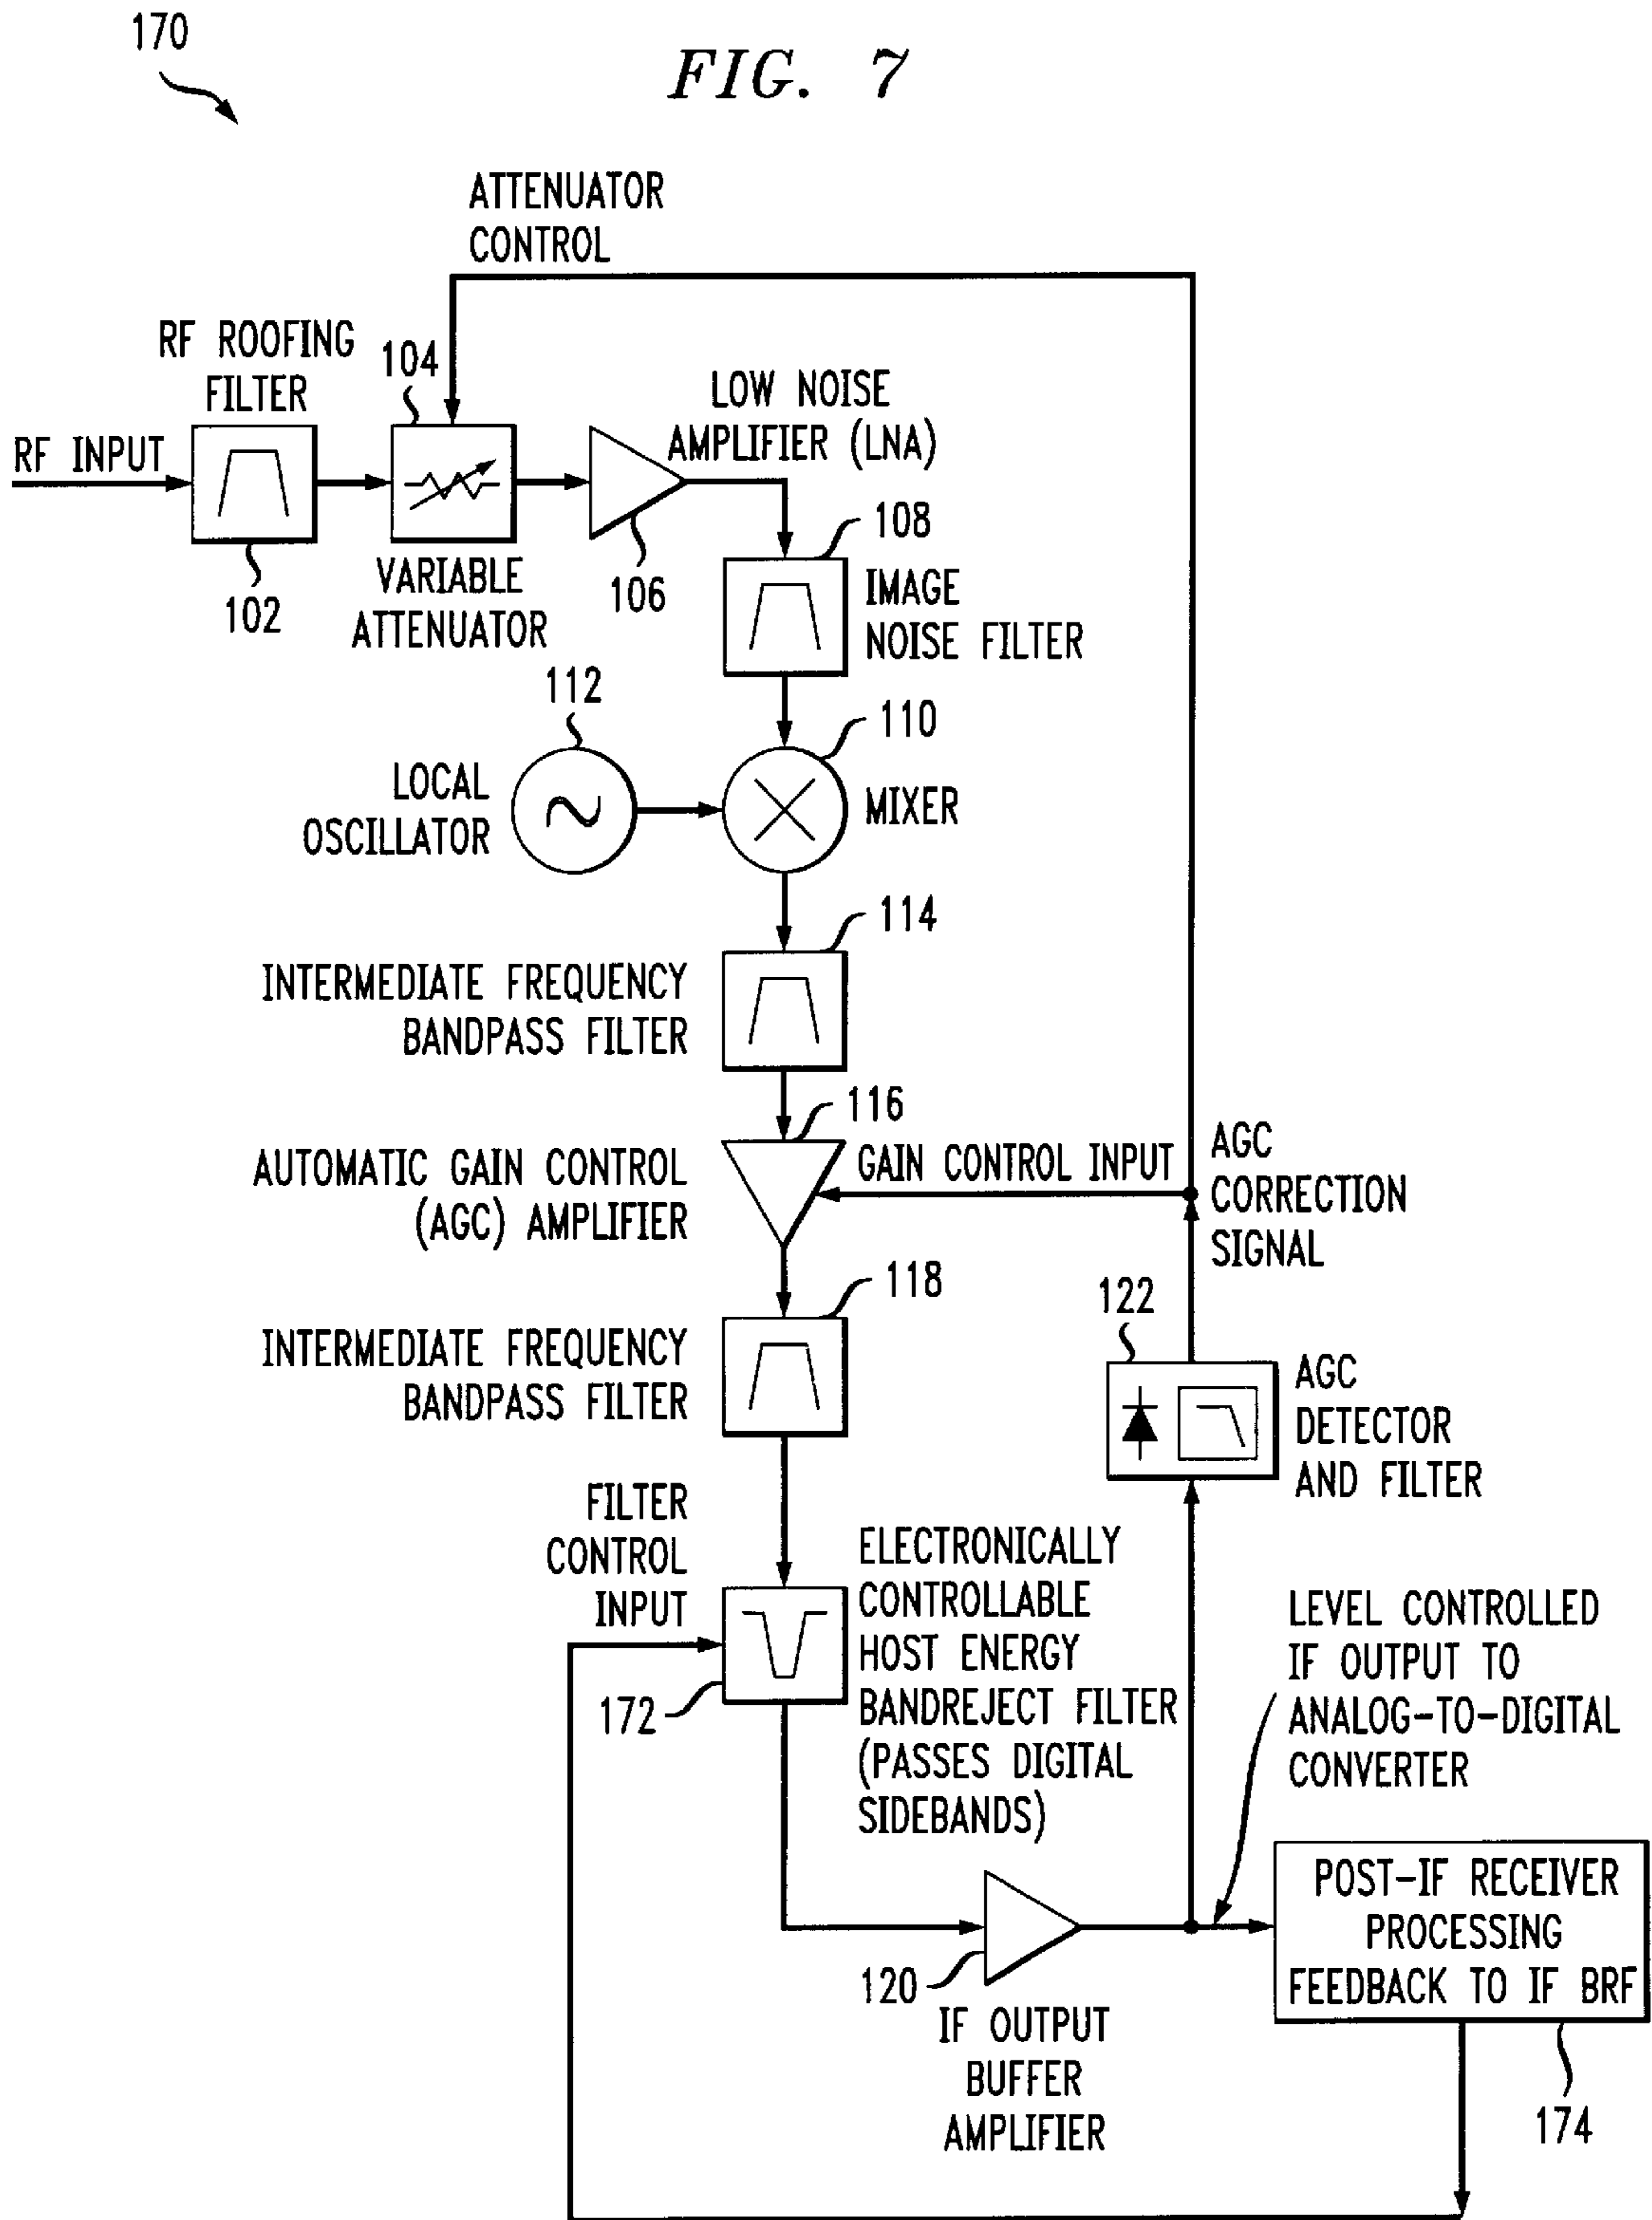 170
FIG. 7
ATTENUATOR
CONTROL
RF ROOFING
FILTER
104
LOW NOISE
AMPLIFIER (LNA)
RF INPUT
102
VARIABLE
ATTENUATOR
106
108
IMAGE
NOISE FILTER
112
110
LOCAL
OSCILLATOR
MIXER
114
INTERMEDIATE FREQUENCY
BANDPASS FILTER
116
AUTOMATIC GAIN CONTROL
(AGC) AMPLIFIER
GAIN CONTROL INPUT
AGC
CORRECTION
SIGNAL
118
122
INTERMEDIATE FREQUENCY
BANDPASS FILTER
AGC
DETECTOR
AND FILTER
FILTER
CONTROL
INPUT
172
ELECTRONICALLY
CONTROLLABLE
HOST ENERGY
BANDREJECT FILTER
(PASSES DIGITAL
SIDEBANDS)
LEVEL CONTROLLED
IF OUTPUT TO
ANALOG-TO-DIGITAL
CONVERTER
POST-IF RECEIVER
PROCESSING
FEEDBACK TO IF BRF
120
IF OUTPUT
BUFFER
AMPLIFIER
174